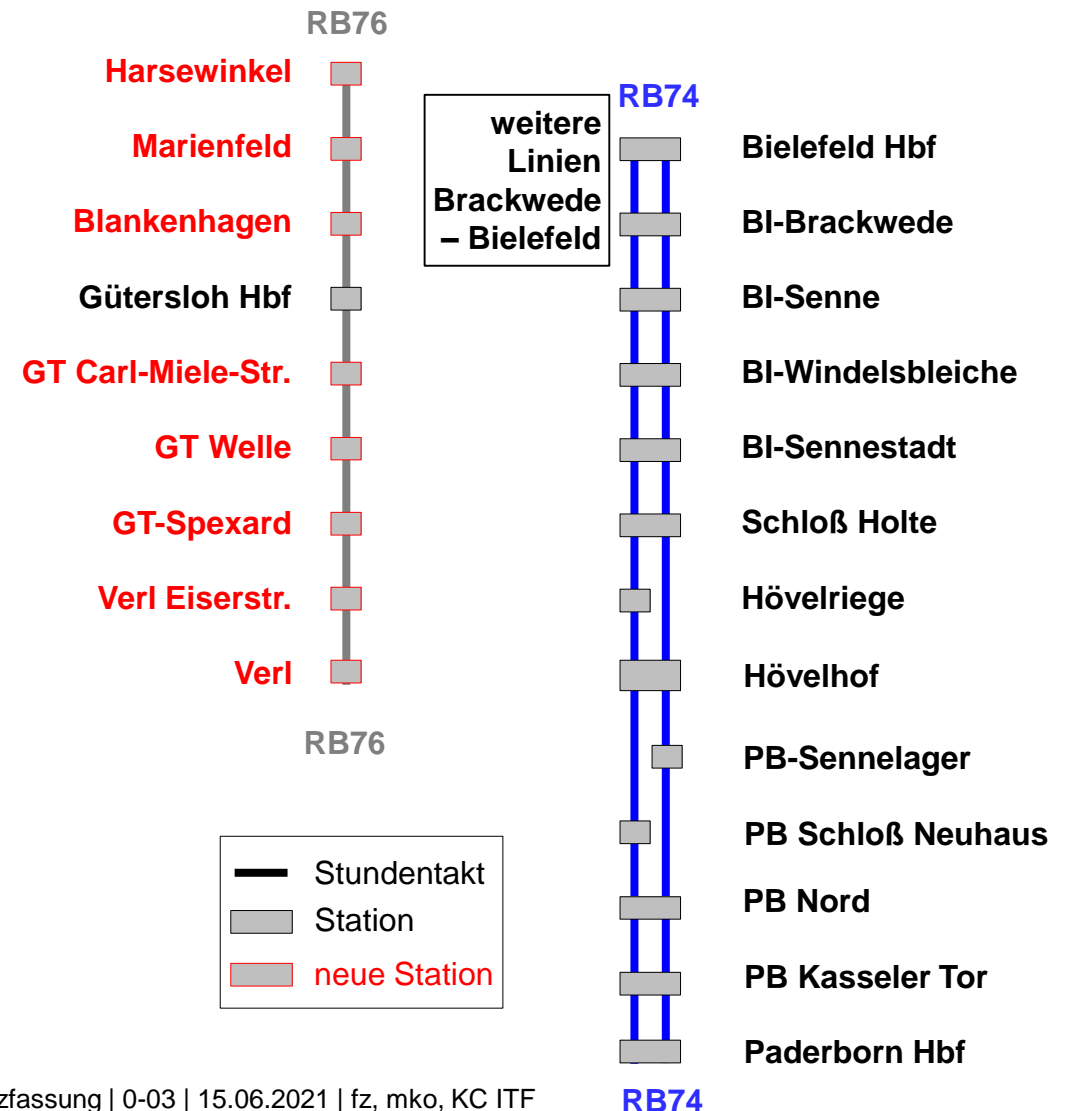 RB76
Harsewinkel
Marienfeld
Blankenhagen
Gütersloh Hbf
GT Carl-Miele-Str.
GT Welle
GT-Spexard
Verl Eiserstr.
Verl
RB76
weitere
Linien
Brackwede
– Bielefeld
RB74
Bielefeld Hbf
BI-Brackwede
BI-Senne
BI-Windelsbleiche
BI-Sennestadt
Schloß Holte
Hövelriege
Hövelhof
PB-Sennelager
PB Schloß Neuhaus
PB Nord
PB Kasseler Tor
Paderborn Hbf
RB74
Stundentakt
Station
neue Station
zfassung | 0-03 | 15.06.2021 | fz, mko, KC ITF